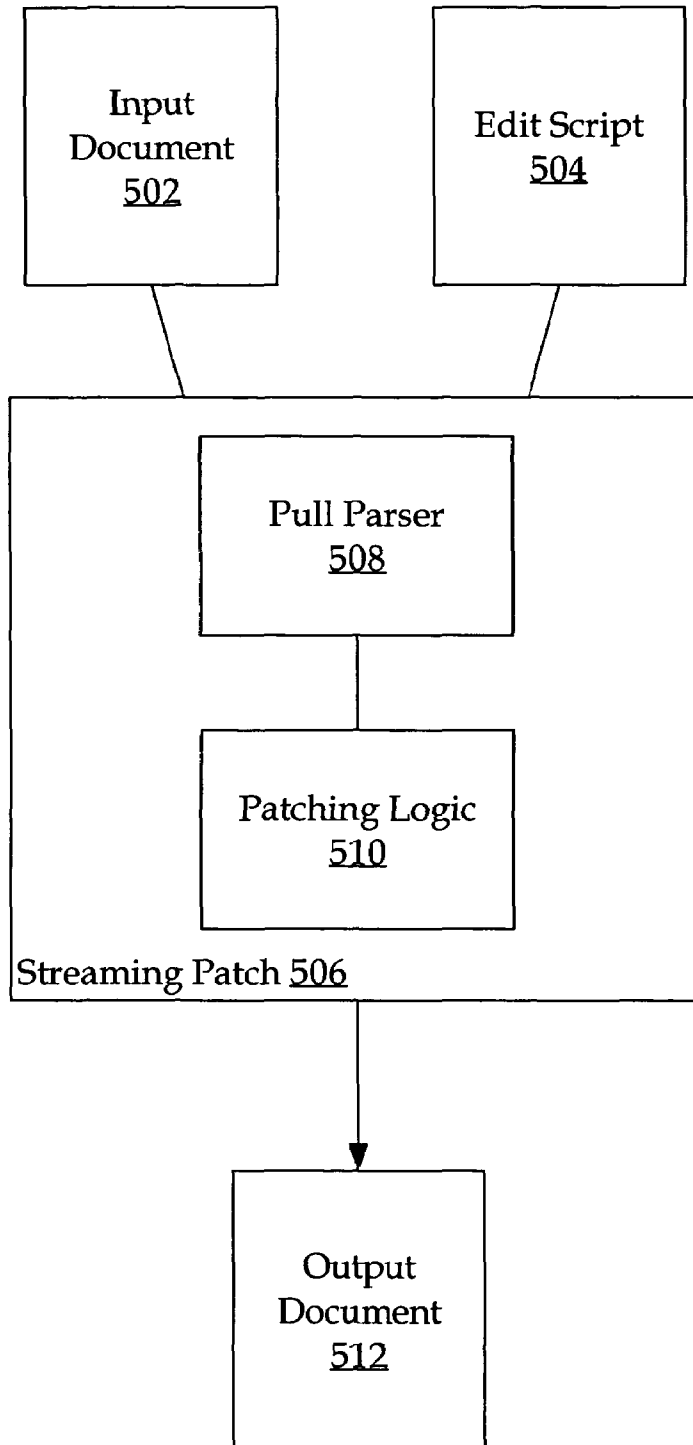 Input
Document
502
Edit Script
504
Pull Parser
508
Patching Logic
510
Streaming Patch 506
Output
Document
512